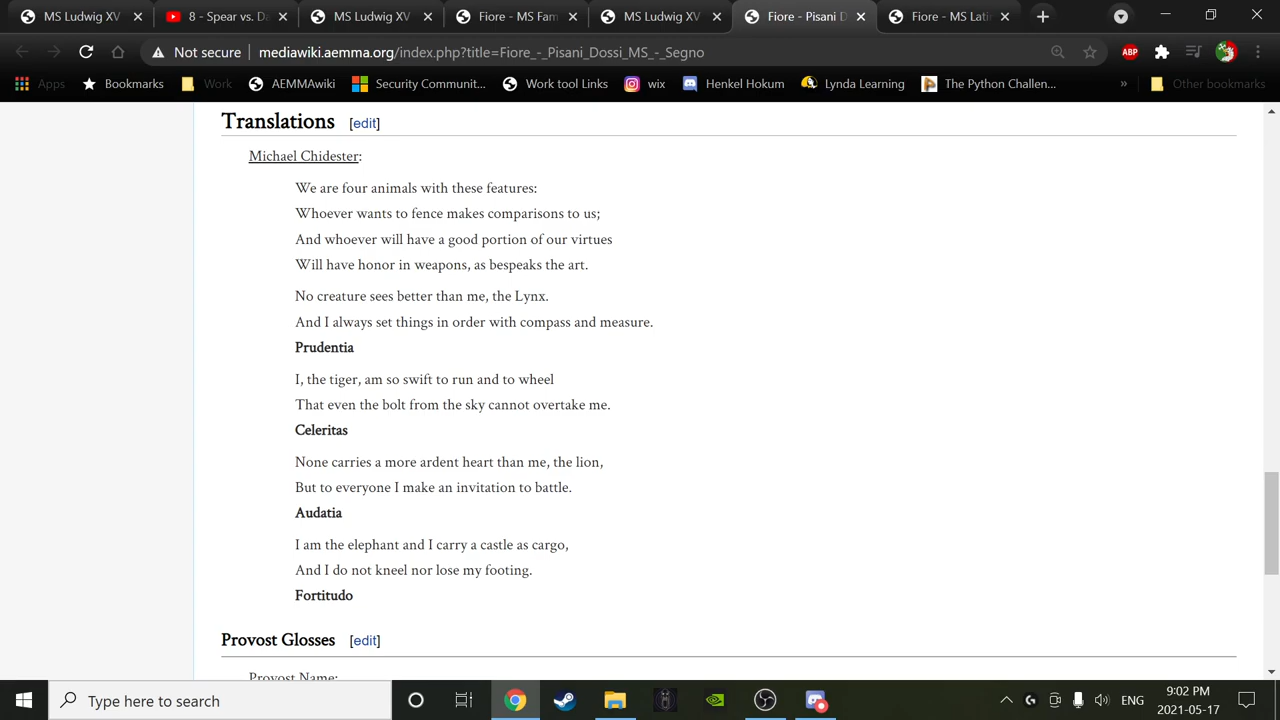 MS Ludwig XV
8 - Spear vs. Da
MS Ludwig XV
Fiore - MS Fam
MS Ludwig XV
Fiore - Pisani D
Fiore - MS Lati
Not secure
mediawiki.aemma.org/index.php?title=Fiore_-_Pisani_Dossi_MS_-_Segno
ABP
Apps
Bookmarks
Work
AEMMAwiki
Security Communit...
Work tool Links
wix
Henkel Hokum
Lynda Learning
The Python Challen...
»
Other bookmarks
Translations [edit]
Michael Chidester:
We are four animals with these features:
Whoever wants to fence makes comparisons to us;
And whoever will have a good portion of our virtues
Will have honor in weapons, as bespeaks the art.
No creature sees better than me, the Lynx.
And I always set things in order with compass and measure.
Prudentia
I, the tiger, am so swift to run and to wheel
That even the bolt from the sky cannot overtake me.
Celeritas
None carries a more ardent heart than me, the lion,
But to everyone I make an invitation to battle.
Audatia
I am the elephant and I carry a castle as cargo,
And I do not kneel nor lose my footing.
Fortitudo
Provost Glosses [edit]
Provost Name:
Type here to search
ENG
9:02 PM
2021-05-17